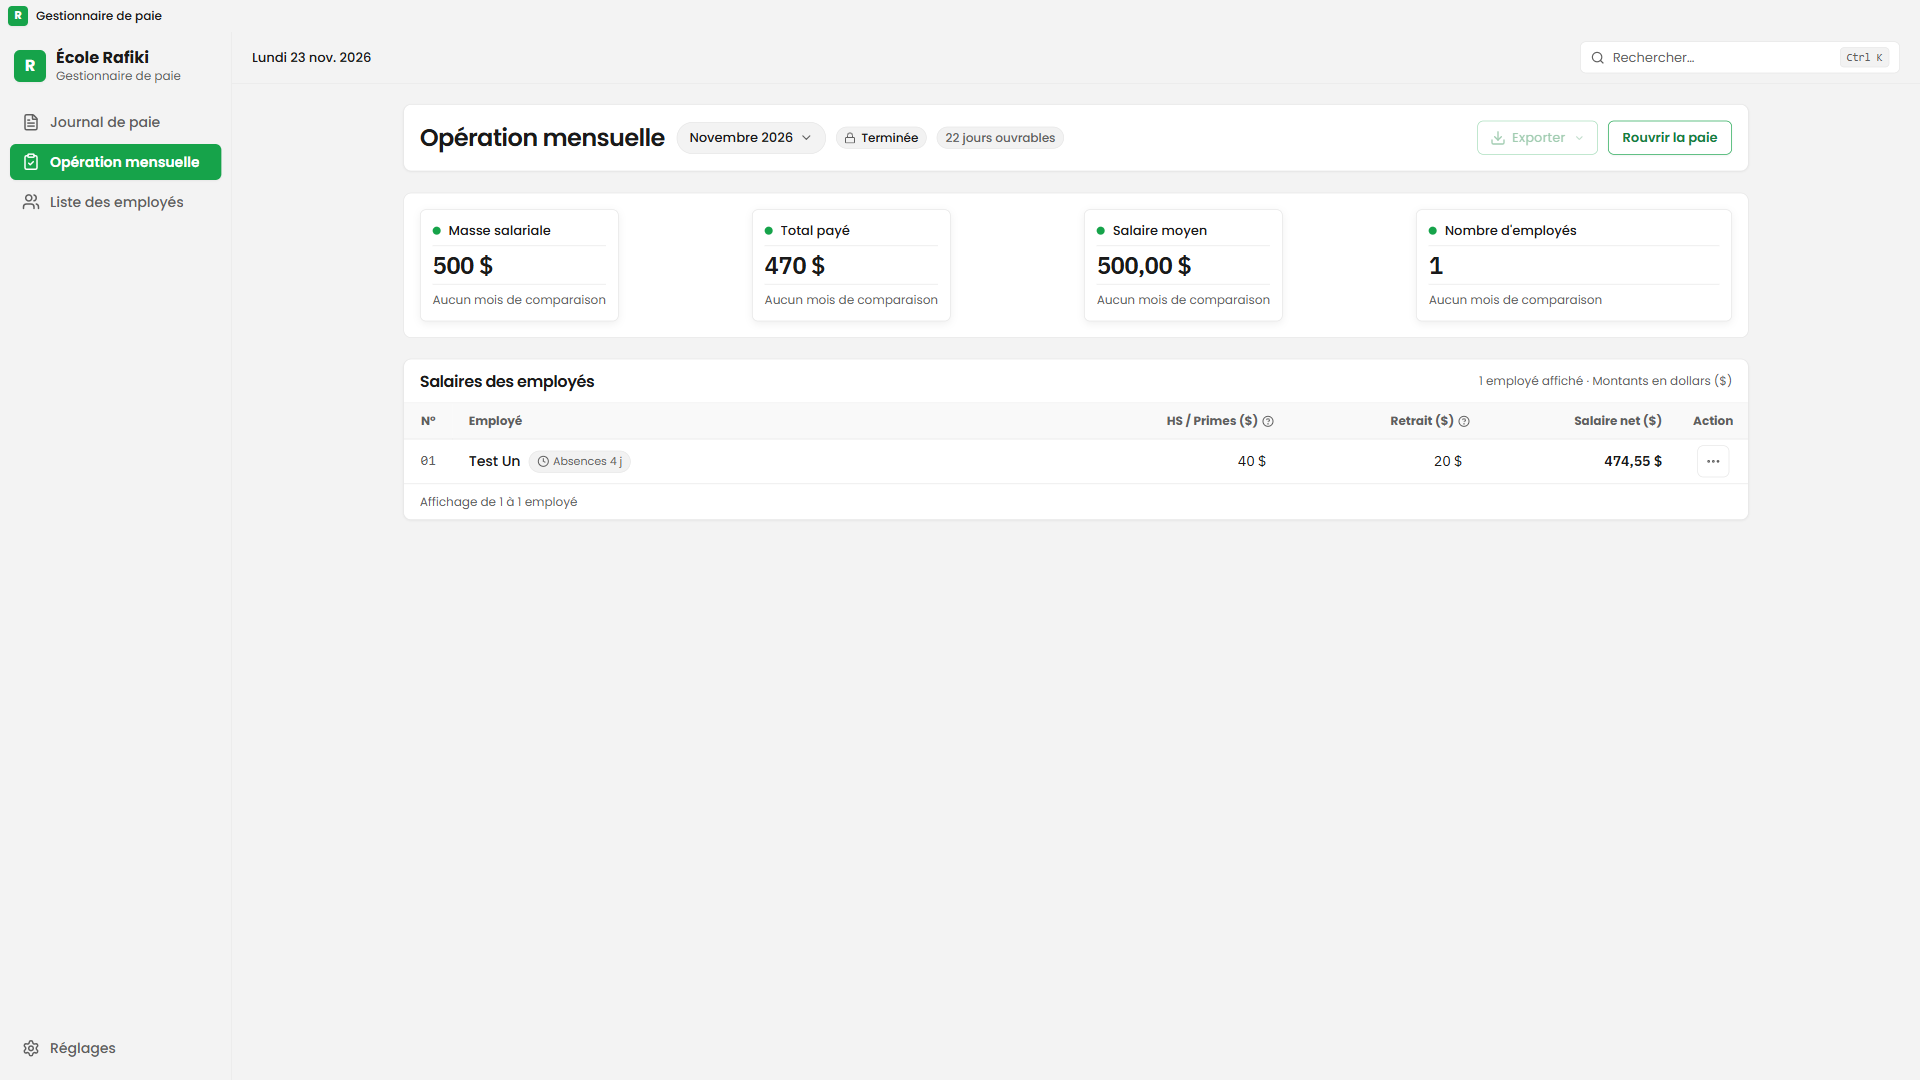 R Gestionnaire de paie
R École Rafiki
Gestionnaire de paie
Journal de paie
Opération mensuelle
Liste des employés
Réglages
Lundi 23 nov. 2026
Rechercher...
Ctrl K
Opération mensuelle
Novembre 2026
Terminée
22 jours ouvrables
Exporter
Rouvrir la paie
Masse salariale
500 $
Aucun mois de comparaison
Total payé
470 $
Aucun mois de comparaison
Salaire moyen
500,00 $
Aucun mois de comparaison
Nombre d'employés
1
Aucun mois de comparaison
Salaires des employés
1 employé affiché · Montants en dollars ($)
N° Employé HS / Primes ($) Retrait ($) Salaire net ($) Action
01 Test Un Absences 4 j 40 $ 20 $ 474,55 $
Affichage de 1 à 1 employé